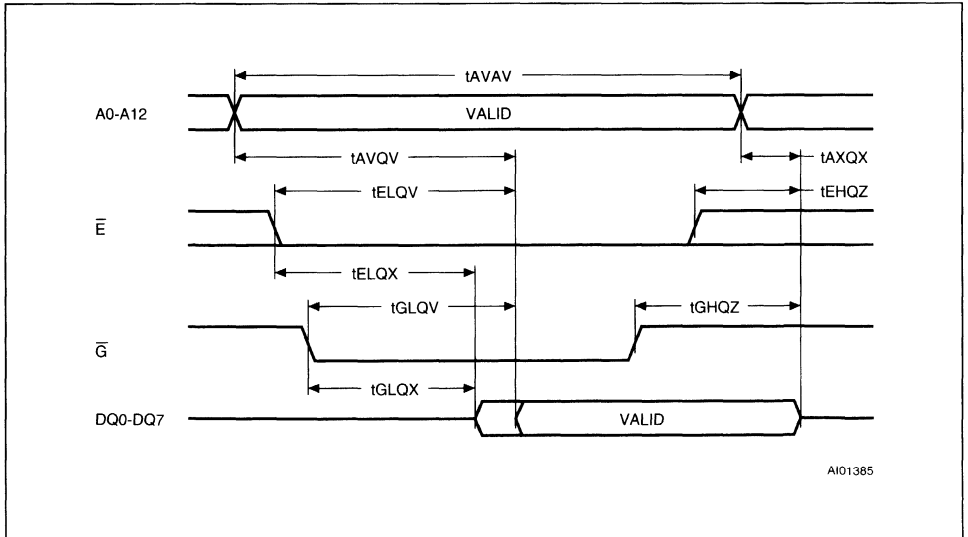 tAVAV
A0-A12
VALID
tAVQV
tAXQX
tELQV
tEHQZ
E̅
tELQX
tGLQV
tGHQZ
G̅
tGLQX
DQ0-DQ7
VALID
AI01385